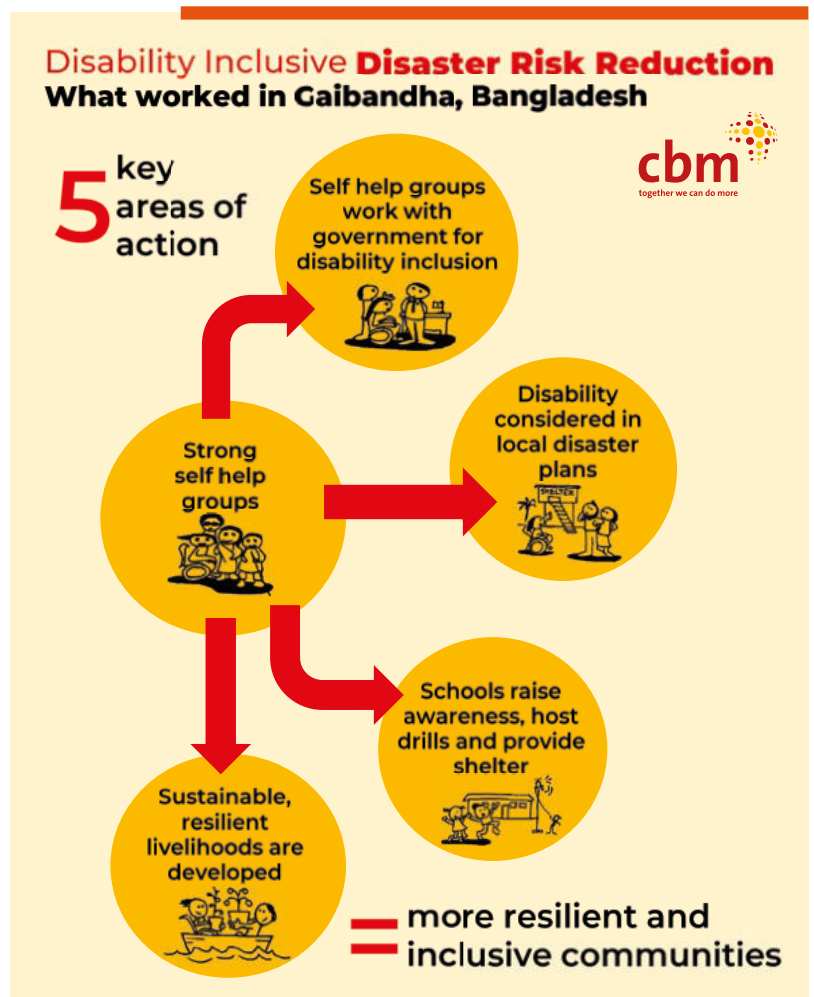 Disability Inclusive Disaster Risk Reduction
What worked in Gaibandha, Bangladesh
cbm
together we can do more
5 key
areas of
action
Self help groups
work with
government for
disability inclusion
Disability
considered in
local disaster
plans
SHELTER
Strong
self help
groups
Schools raise
awareness, host
drills and provide
shelter
Sustainable,
resilient
livelihoods are
developed
= more resilient and
inclusive communities